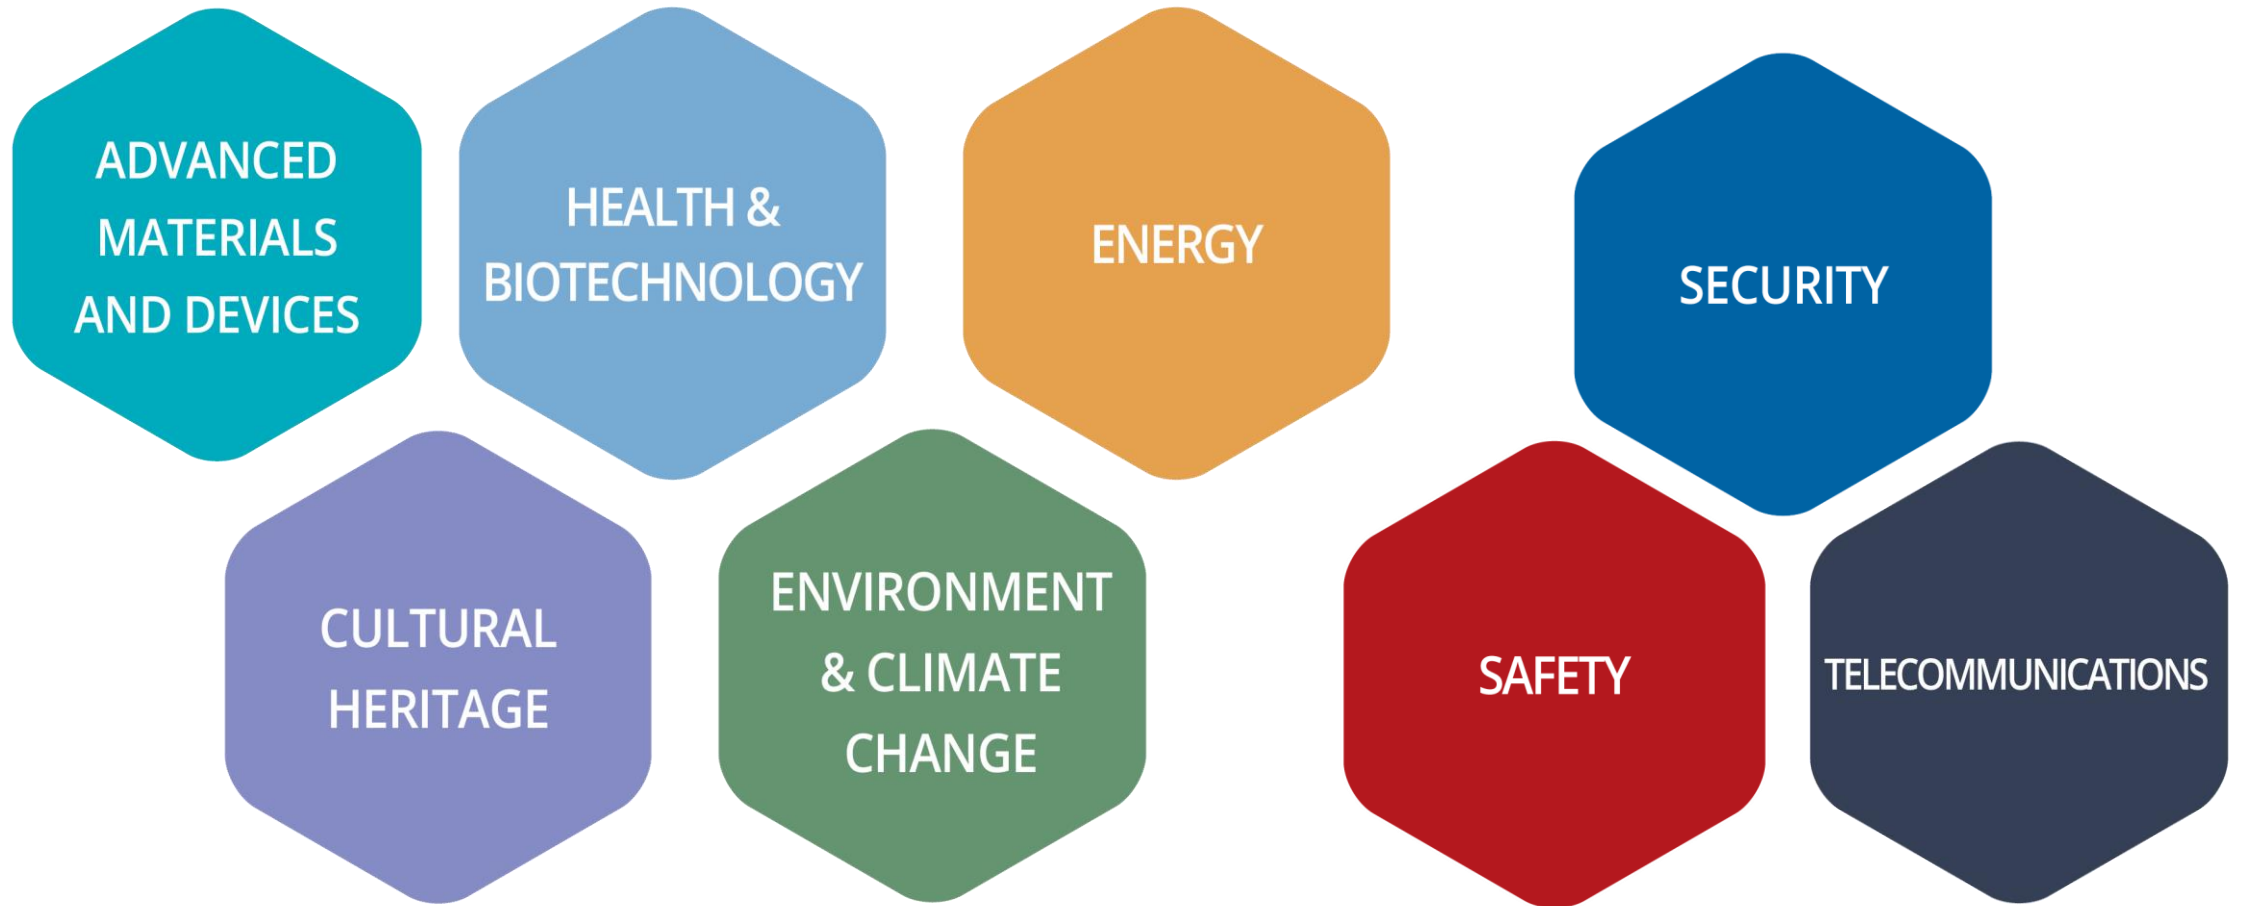 ADVANCED
MATERIALS
AND DEVICES
HEALTH &
BIOTECHNOLOGY
ENERGY
SECURITY
CULTURAL
HERITAGE
ENVIRONMENT
& CLIMATE
CHANGE
SAFETY
TELECOMMUNICATIONS